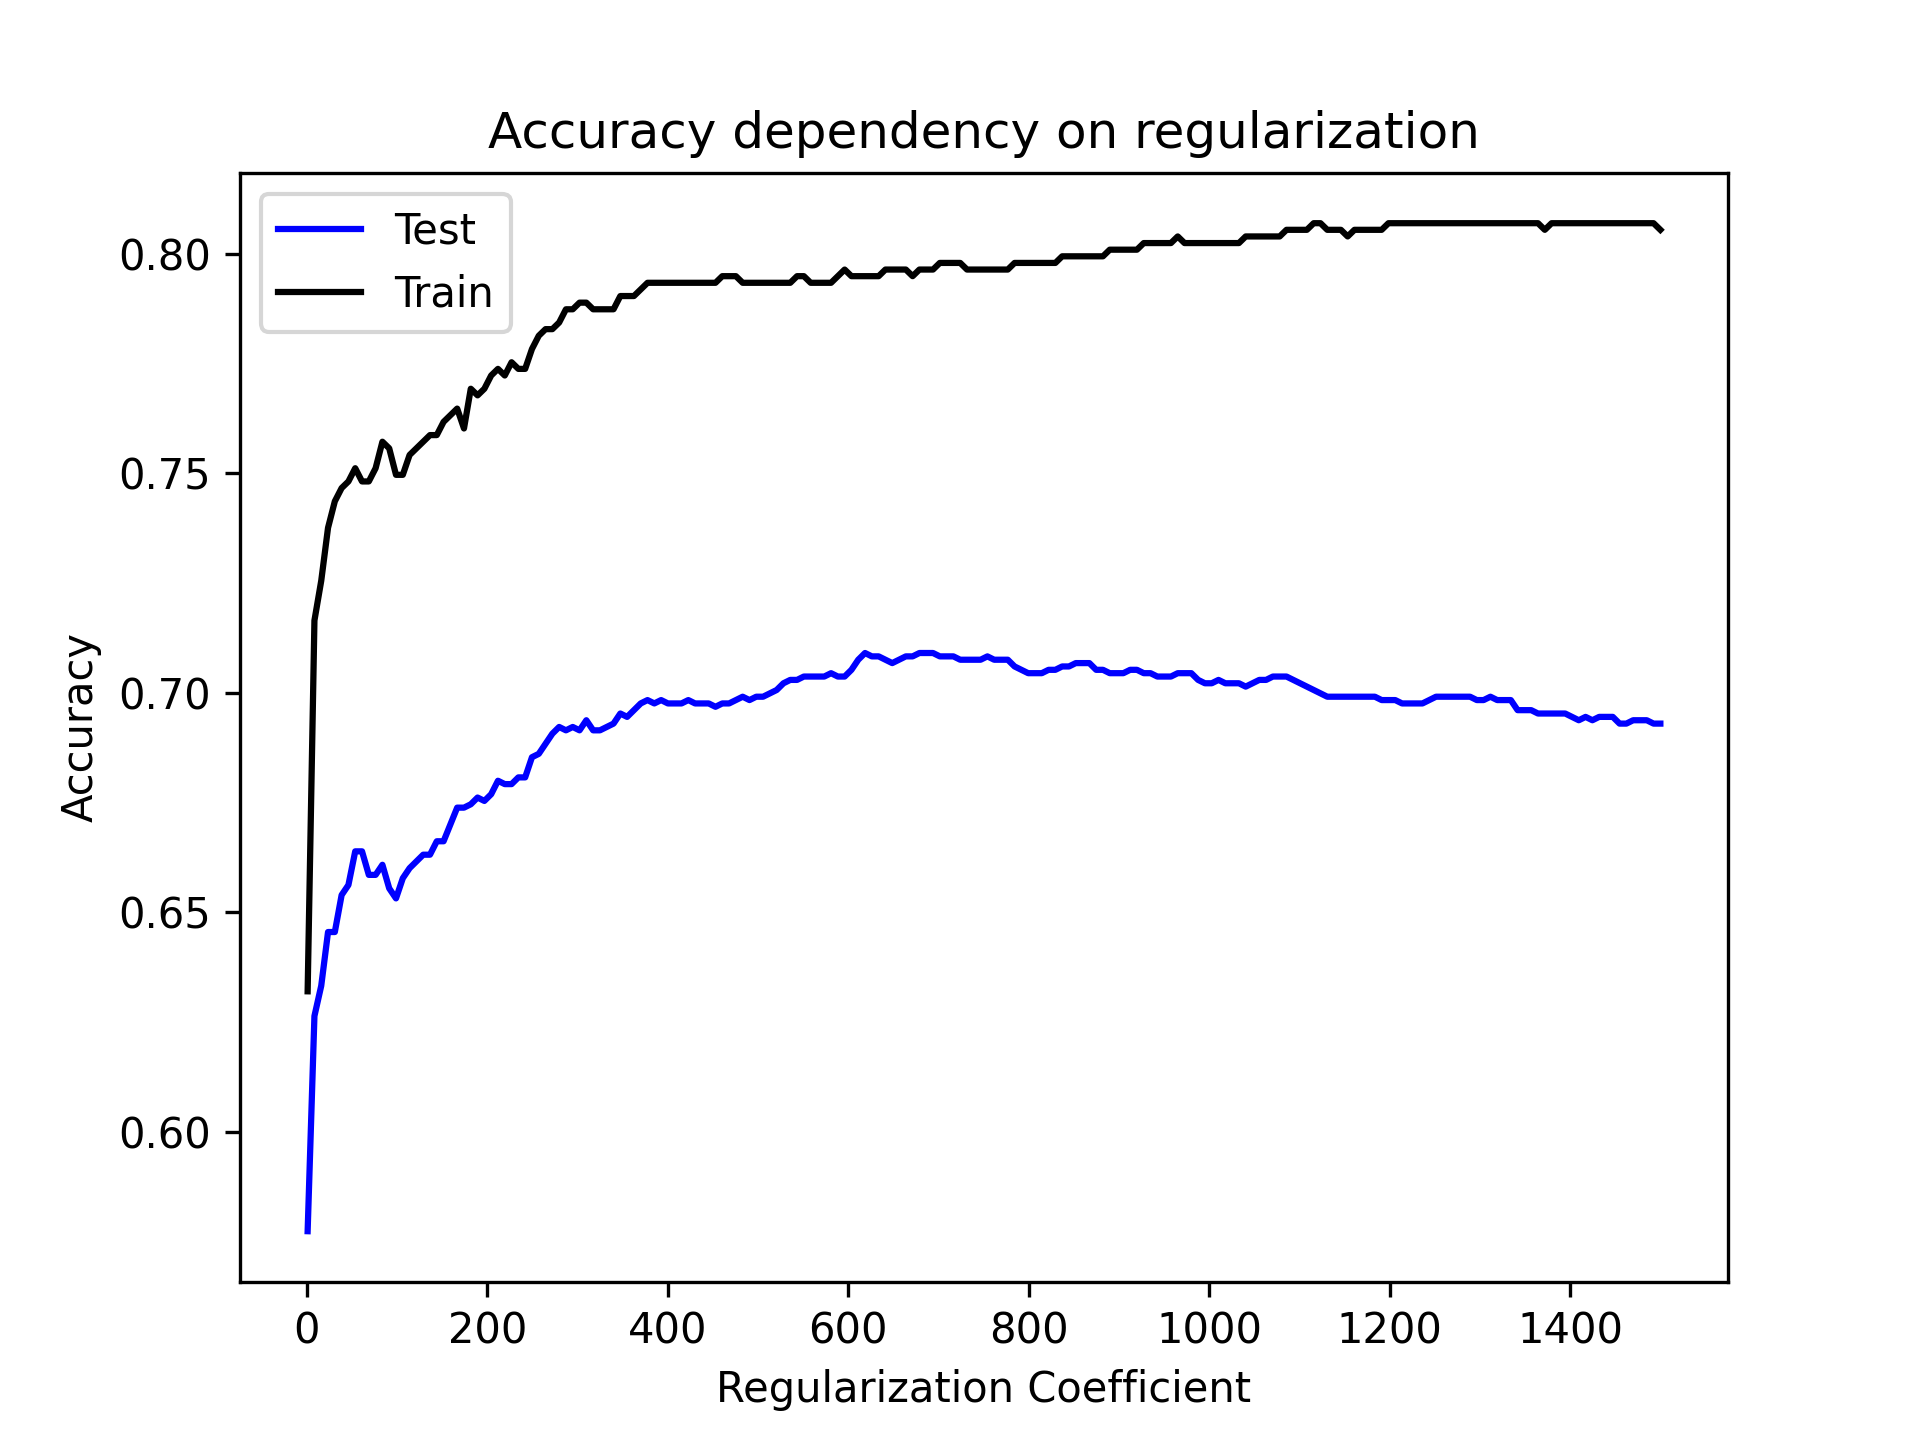 Accuracy dependency on regularization
Test
Train
0.80
0.75
0.70
0.65
0.60
Accuracy
0 200 400 600 800 1000 1200 1400
Regularization Coefficient